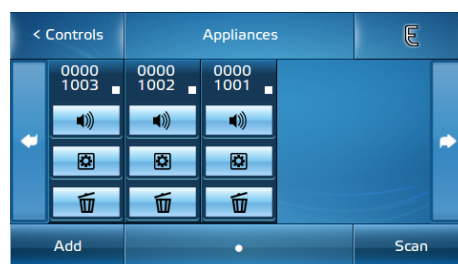 < Controls
Appliances
E
0000
1003
0000
1002
0000
1001
Add
Scan